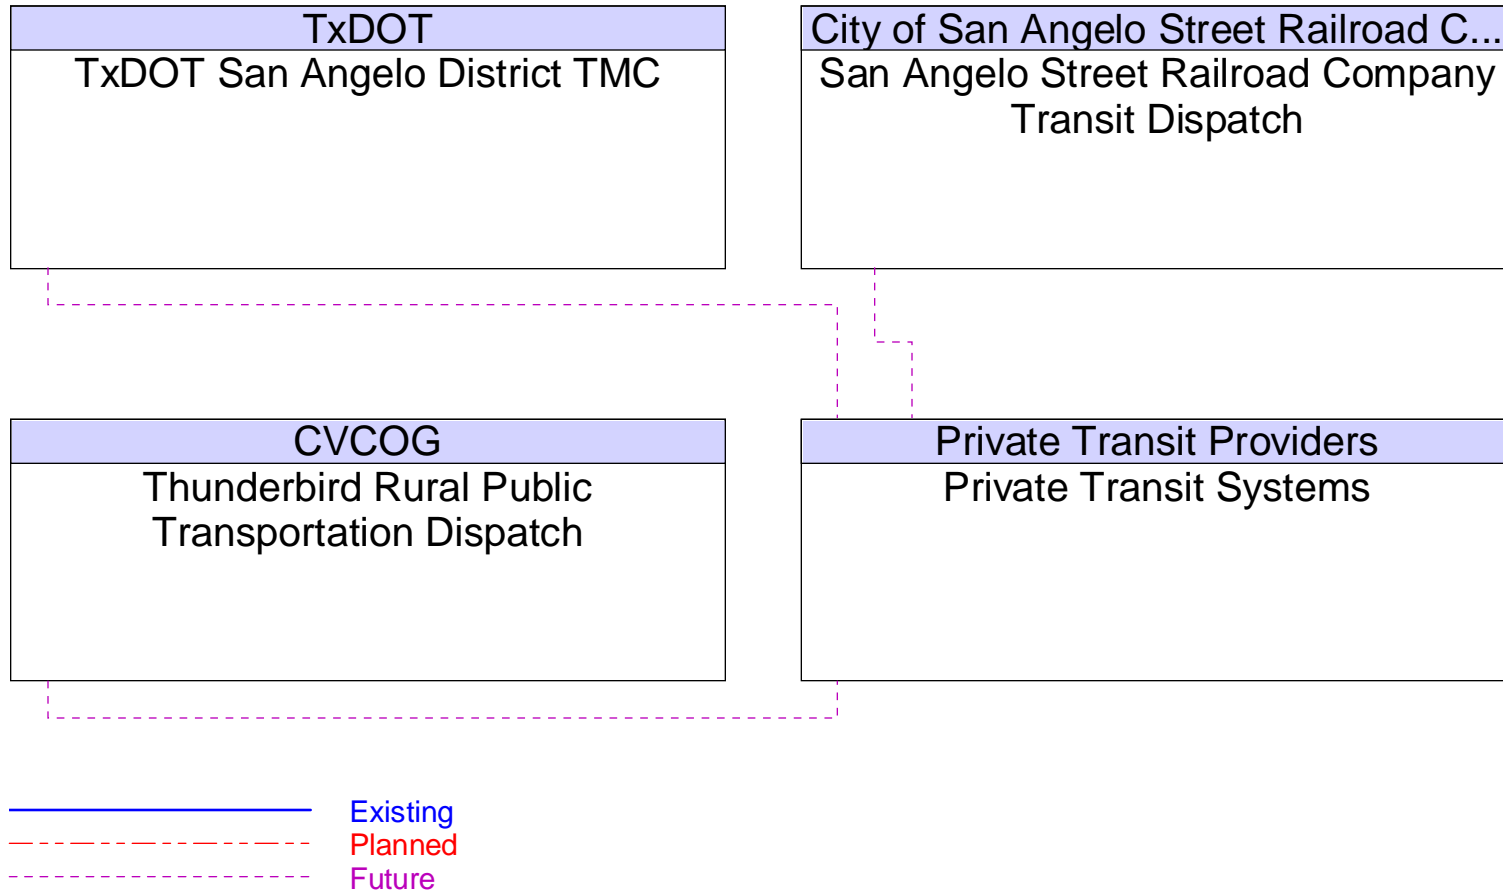 TxDOT
TxDOT San Angelo District TMC
City of San Angelo Street Railroad C...
San Angelo Street Railroad Company
Transit Dispatch
CVCOG
Thunderbird Rural Public
Transportation Dispatch
Private Transit Providers
Private Transit Systems
Existing
Planned
Future